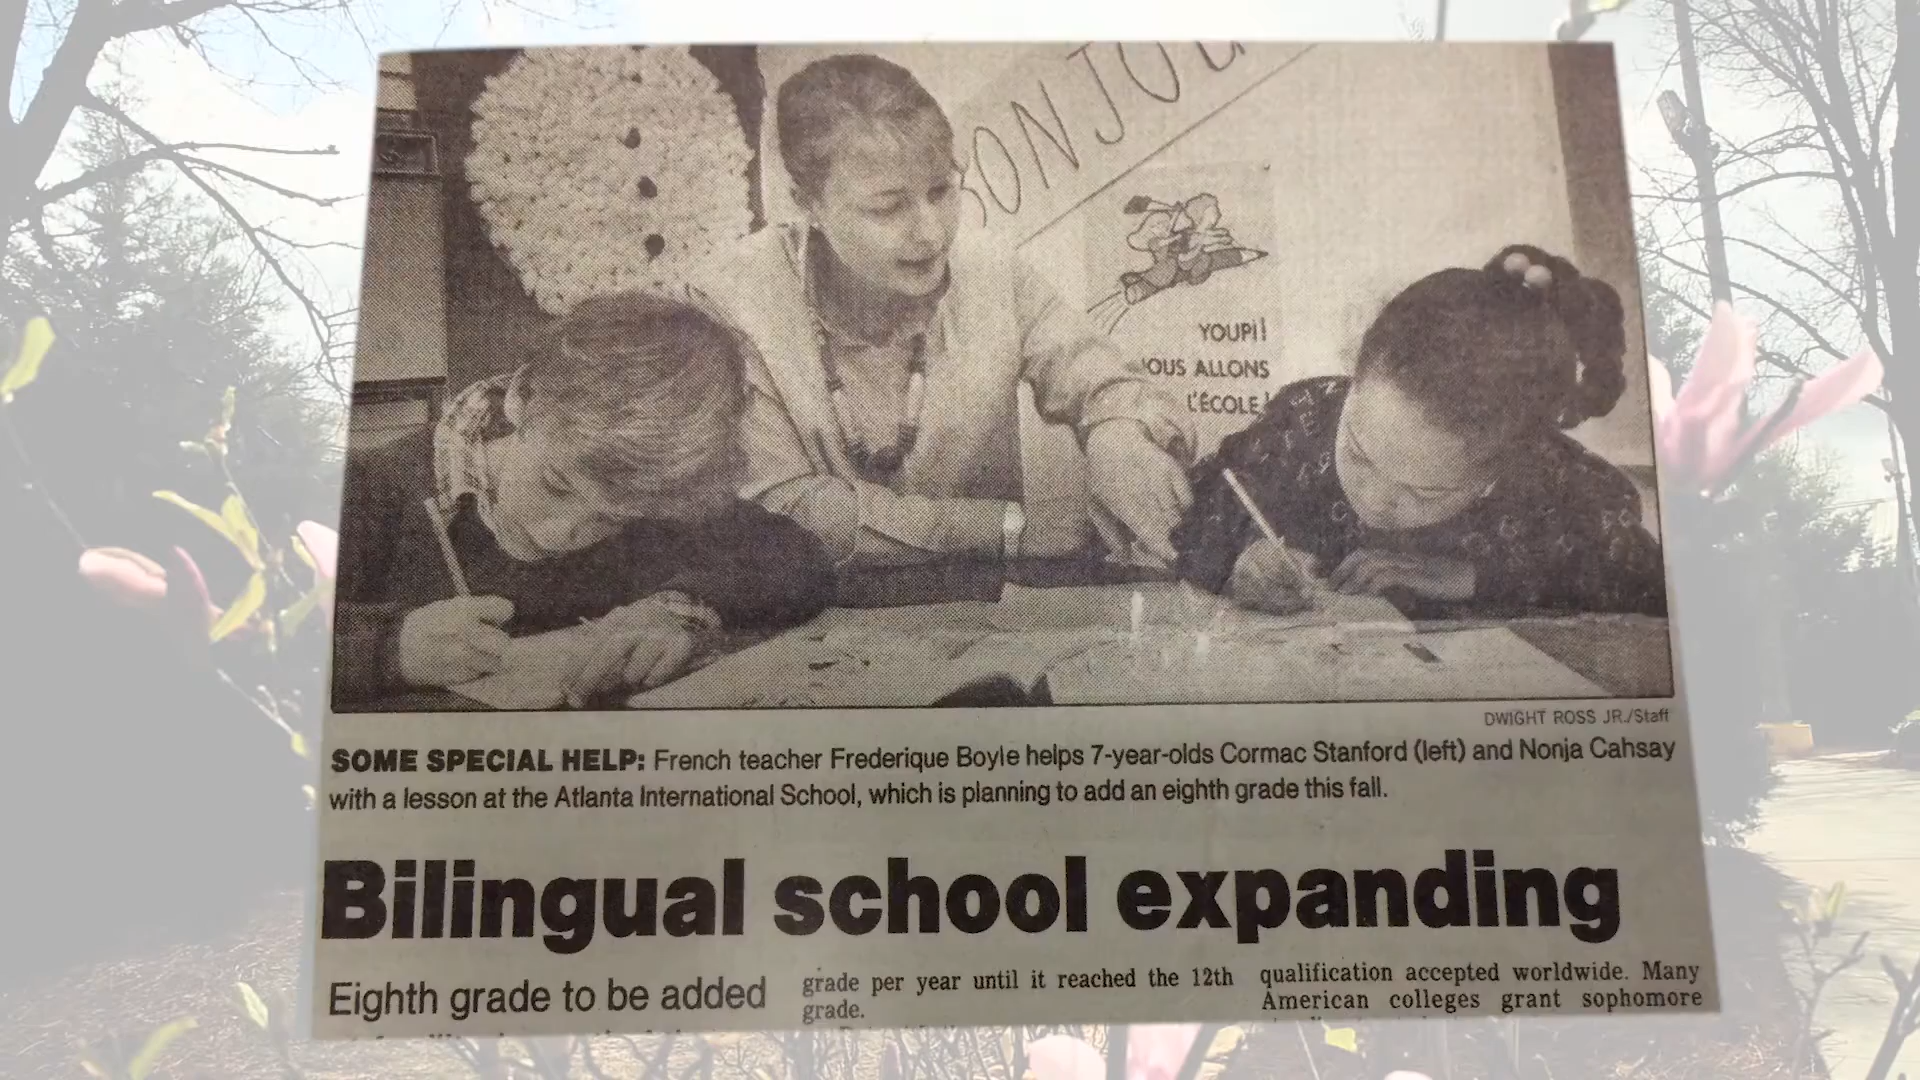 BONJOU
YOUPI!
OUS ALLONS
L'ÉCOLE!
DWIGHT ROSS JR./Staff
SOME SPECIAL HELP: French teacher Frederique Boyle helps 7-year-olds Cormac Stanford (left) and Nonja Cahsay
with a lesson at the Atlanta International School, which is planning to add an eighth grade this fall.
Bilingual school expanding
Eighth grade to be added
grade per year until it reached the 12th
grade.
qualification accepted worldwide. Many
American colleges grant sophomore